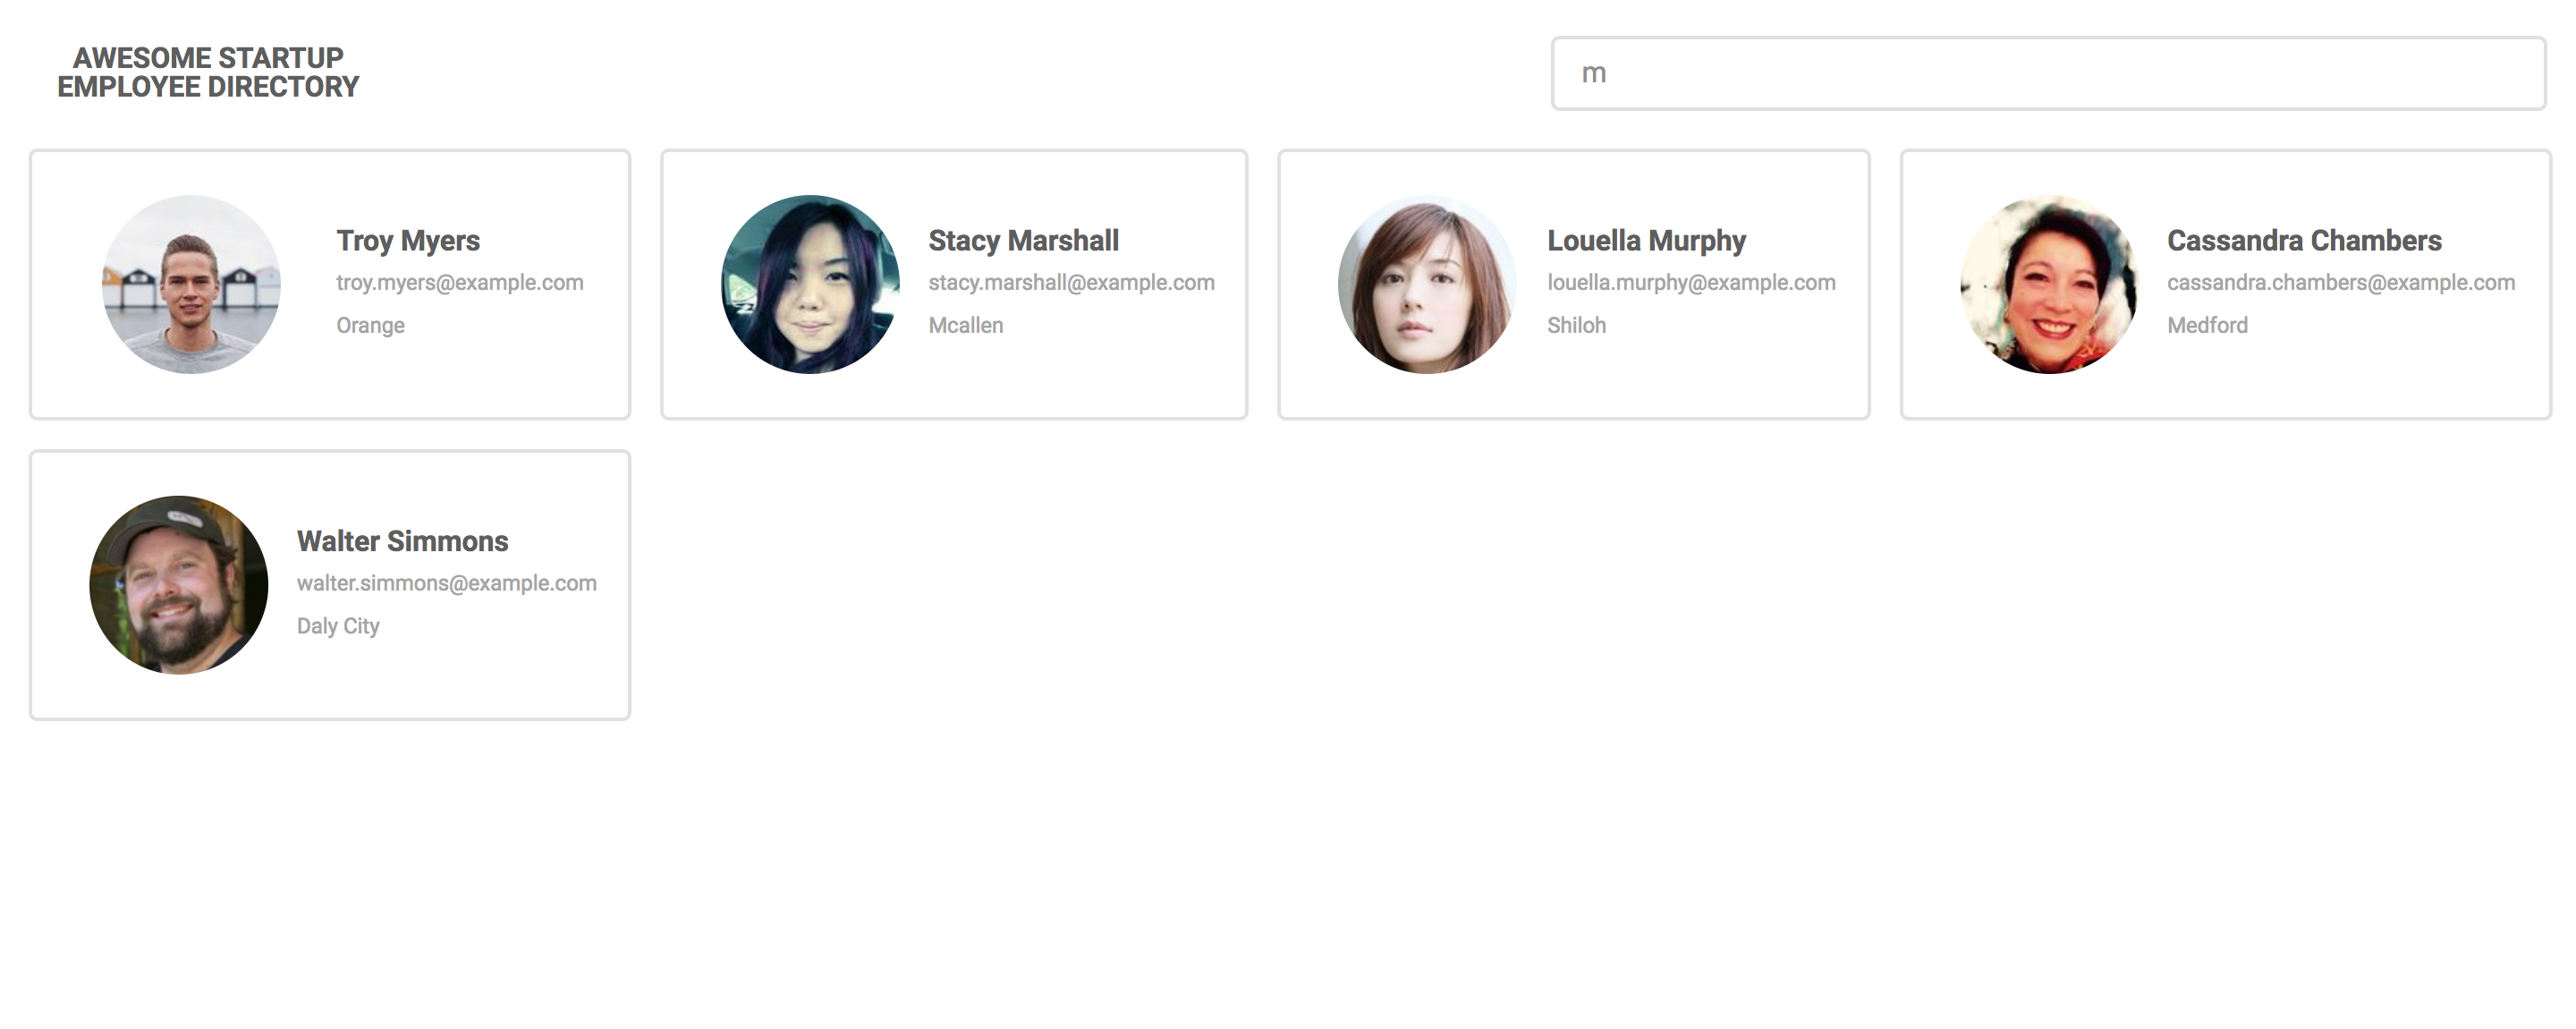 AWESOME STARTUP
EMPLOYEE DIRECTORY
m
Troy Myers
troy.myers@example.com
Orange
Stacy Marshall
stacy.marshall@example.com
Mcallen
Louella Murphy
louella.murphy@example.com
Shiloh
Cassandra Chambers
cassandra.chambers@example.com
Medford
Walter Simmons
walter.simmons@example.com
Daly City